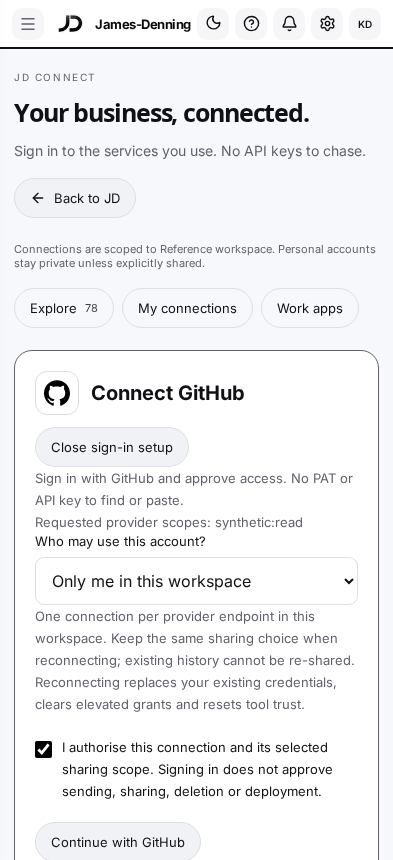 James-Denning
KD
JD CONNECT
Your business, connected.
Sign in to the services you use. No API keys to chase.
Back to JD
Connections are scoped to Reference workspace. Personal accounts
stay private unless explicitly shared.
Explore 78
My connections
Work apps
Connect GitHub
Close sign-in setup
Sign in with GitHub and approve access. No PAT or
API key to find or paste.
Requested provider scopes: synthetic:read
Who may use this account?
Only me in this workspace
One connection per provider endpoint in this
workspace. Keep the same sharing choice when
reconnecting; existing history cannot be re-shared.
Reconnecting replaces your existing credentials,
clears elevated grants and resets tool trust.
I authorise this connection and its selected
sharing scope. Signing in does not approve
sending, sharing, deletion or deployment.
Continue with GitHub